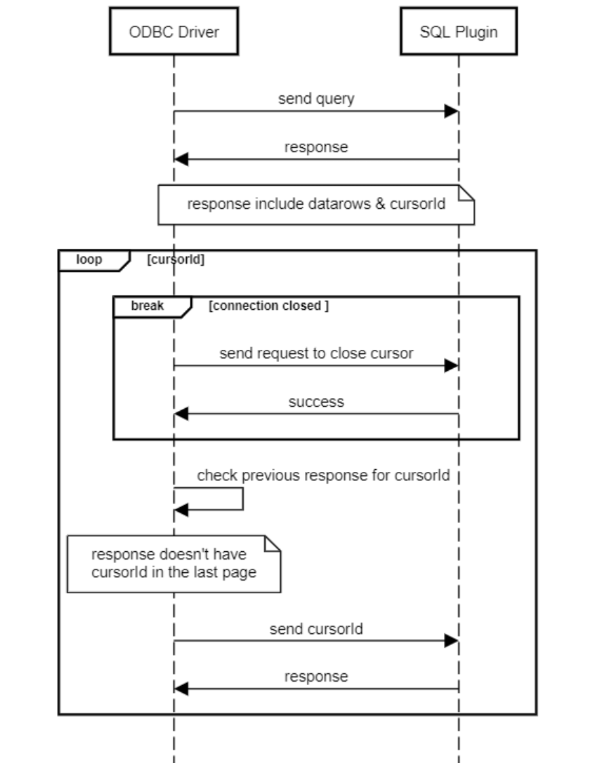 ODBC Driver
SQL Plugin
send query
response
response include datarows & cursorId
loop
[cursorId]
break
[connection closed ]
send request to close cursor
success
check previous response for cursorId
response doesn't have
cursorId in the last page
send cursorId
response